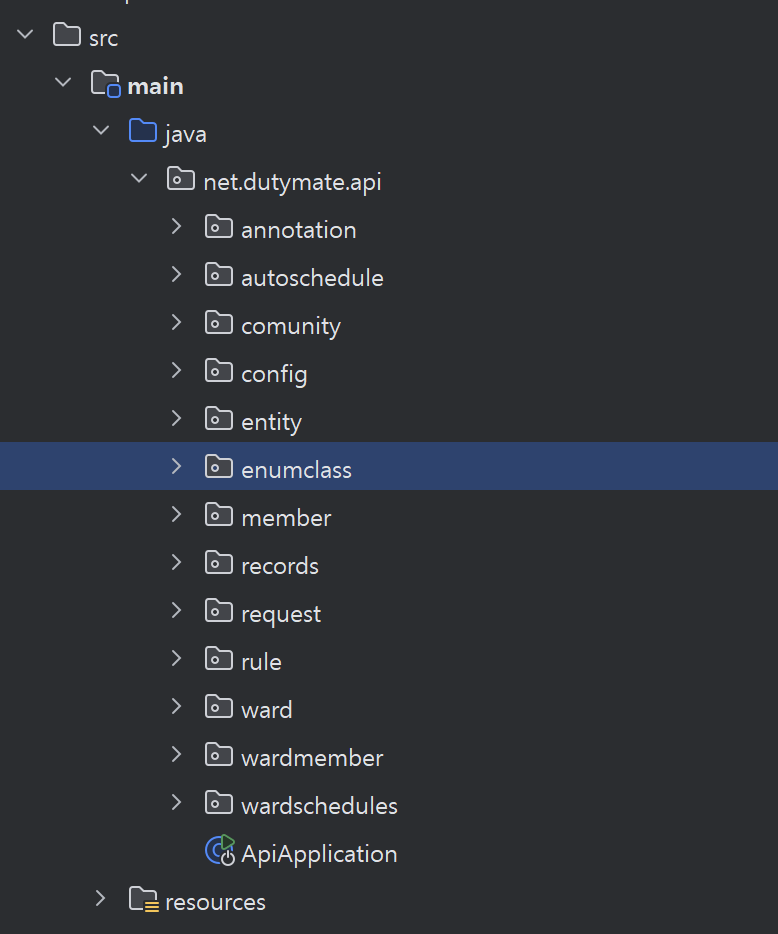 src
main
java
net.dutymate.api
annotation
autoschedule
comunity
config
entity
enumclass
member
records
request
rule
ward
wardmember
wardschedules
ApiApplication
resources